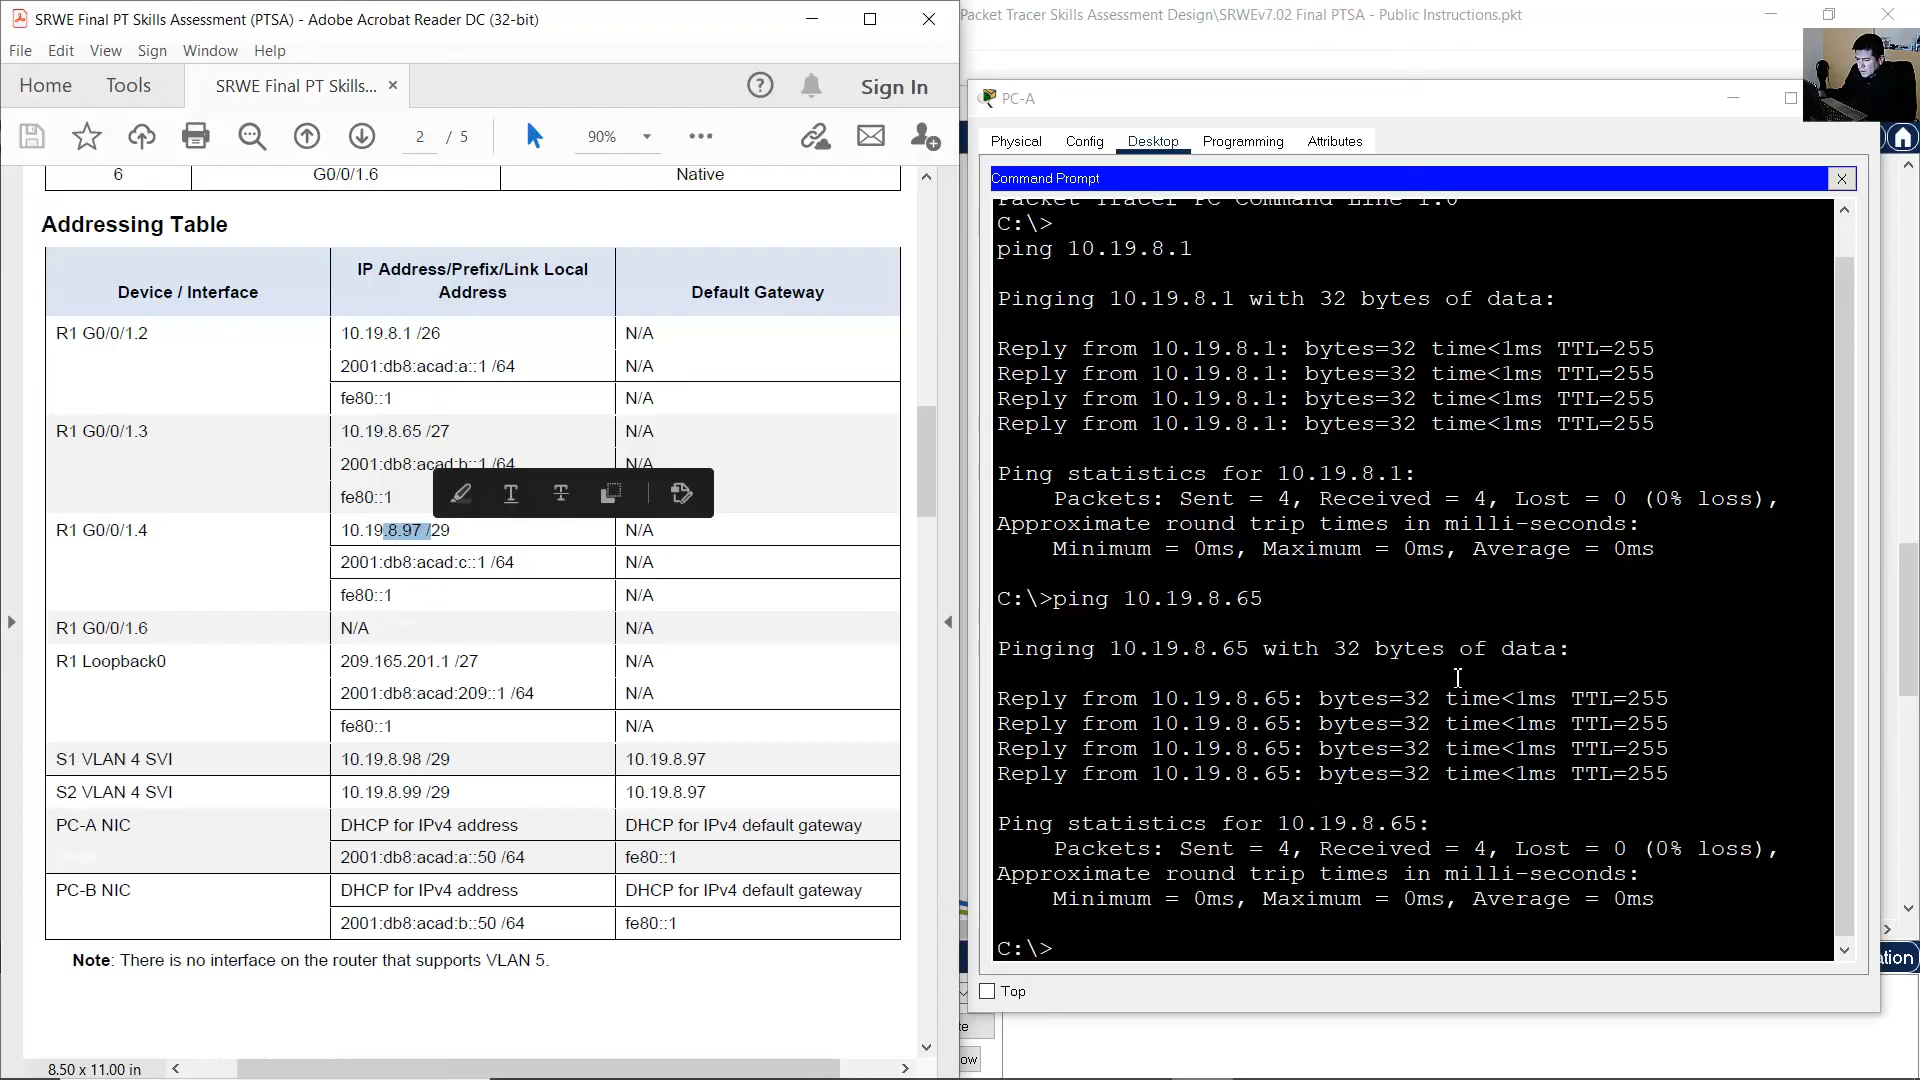 SRWE Final PT Skills Assessment (PTSA) - Adobe Acrobat Reader DC (32-bit)
File Edit View Sign Window Help
Home Tools SRWE Final PT Skills... × Sign In
2 / 5 90%
6 G0/0/1.6 Native
Addressing Table
Device / Interface IP Address/Prefix/Link Local Address Default Gateway
R1 G0/0/1.2 10.19.8.1 /26 N/A
2001:db8:acad:a::1 /64 N/A
fe80::1 N/A
R1 G0/0/1.3 10.19.8.65 /27 N/A
2001:db8:acad:b::1 /64 N/A
fe80::1
R1 G0/0/1.4 10.19.8.97 /29 N/A
2001:db8:acad:c::1 /64 N/A
fe80::1 N/A
R1 G0/0/1.6 N/A N/A
R1 Loopback0 209.165.201.1 /27 N/A
2001:db8:acad:209::1 /64 N/A
fe80::1 N/A
S1 VLAN 4 SVI 10.19.8.98 /29 10.19.8.97
S2 VLAN 4 SVI 10.19.8.99 /29 10.19.8.97
PC-A NIC DHCP for IPv4 address DHCP for IPv4 default gateway
2001:db8:acad:a::50 /64 fe80::1
PC-B NIC DHCP for IPv4 address DHCP for IPv4 default gateway
2001:db8:acad:b::50 /64 fe80::1
Note: There is no interface on the router that supports VLAN 5.
8.50 x 11.00 in
Packet Tracer Skills Assessment Design\SRWEv7.02 Final PTSA - Public Instructions.pkt
PC-A
Physical Config Desktop Programming Attributes
Command Prompt X
Packet Tracer PC Command Line 1.0
C:\>
ping 10.19.8.1
Pinging 10.19.8.1 with 32 bytes of data:
Reply from 10.19.8.1: bytes=32 time<1ms TTL=255
Reply from 10.19.8.1: bytes=32 time<1ms TTL=255
Reply from 10.19.8.1: bytes=32 time<1ms TTL=255
Reply from 10.19.8.1: bytes=32 time<1ms TTL=255
Ping statistics for 10.19.8.1:
Packets: Sent = 4, Received = 4, Lost = 0 (0% loss),
Approximate round trip times in milli-seconds:
Minimum = 0ms, Maximum = 0ms, Average = 0ms
C:\>ping 10.19.8.65
Pinging 10.19.8.65 with 32 bytes of data:
Reply from 10.19.8.65: bytes=32 time<1ms TTL=255
Reply from 10.19.8.65: bytes=32 time<1ms TTL=255
Reply from 10.19.8.65: bytes=32 time<1ms TTL=255
Reply from 10.19.8.65: bytes=32 time<1ms TTL=255
Ping statistics for 10.19.8.65:
Packets: Sent = 4, Received = 4, Lost = 0 (0% loss),
Approximate round trip times in milli-seconds:
Minimum = 0ms, Maximum = 0ms, Average = 0ms
C:\>
Top
ation
te
ow